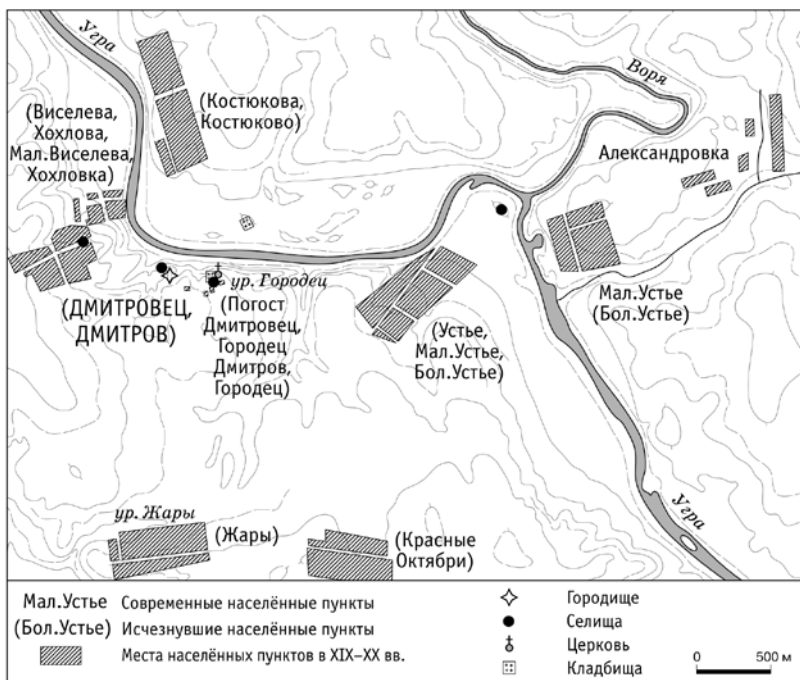 Угра
Воря
(Костюкова,
Костюково)
(Виселева,
Хохлова,
Мал.Виселева,
Хохловка)
Александровка
ур. Городец
(ДМИТРОВЕЦ,
ДМИТРОВ)
(Погост
Дмитровец,
Городец
Дмитров,
Городец)
(Устье,
Мал.Устье,
Бол.Устье)
Мал.Устье
(Бол.Устье)
ур. Жары
(Жары)
(Красные
Октябри)
Угра
Мал.Устье Современные населённые пункты
(Бол.Устье) Исчезнувшие населённые пункты
Места населённых пунктов в XIX–XX вв.
Городище
Селища
Церковь
Кладбища
0 500 м